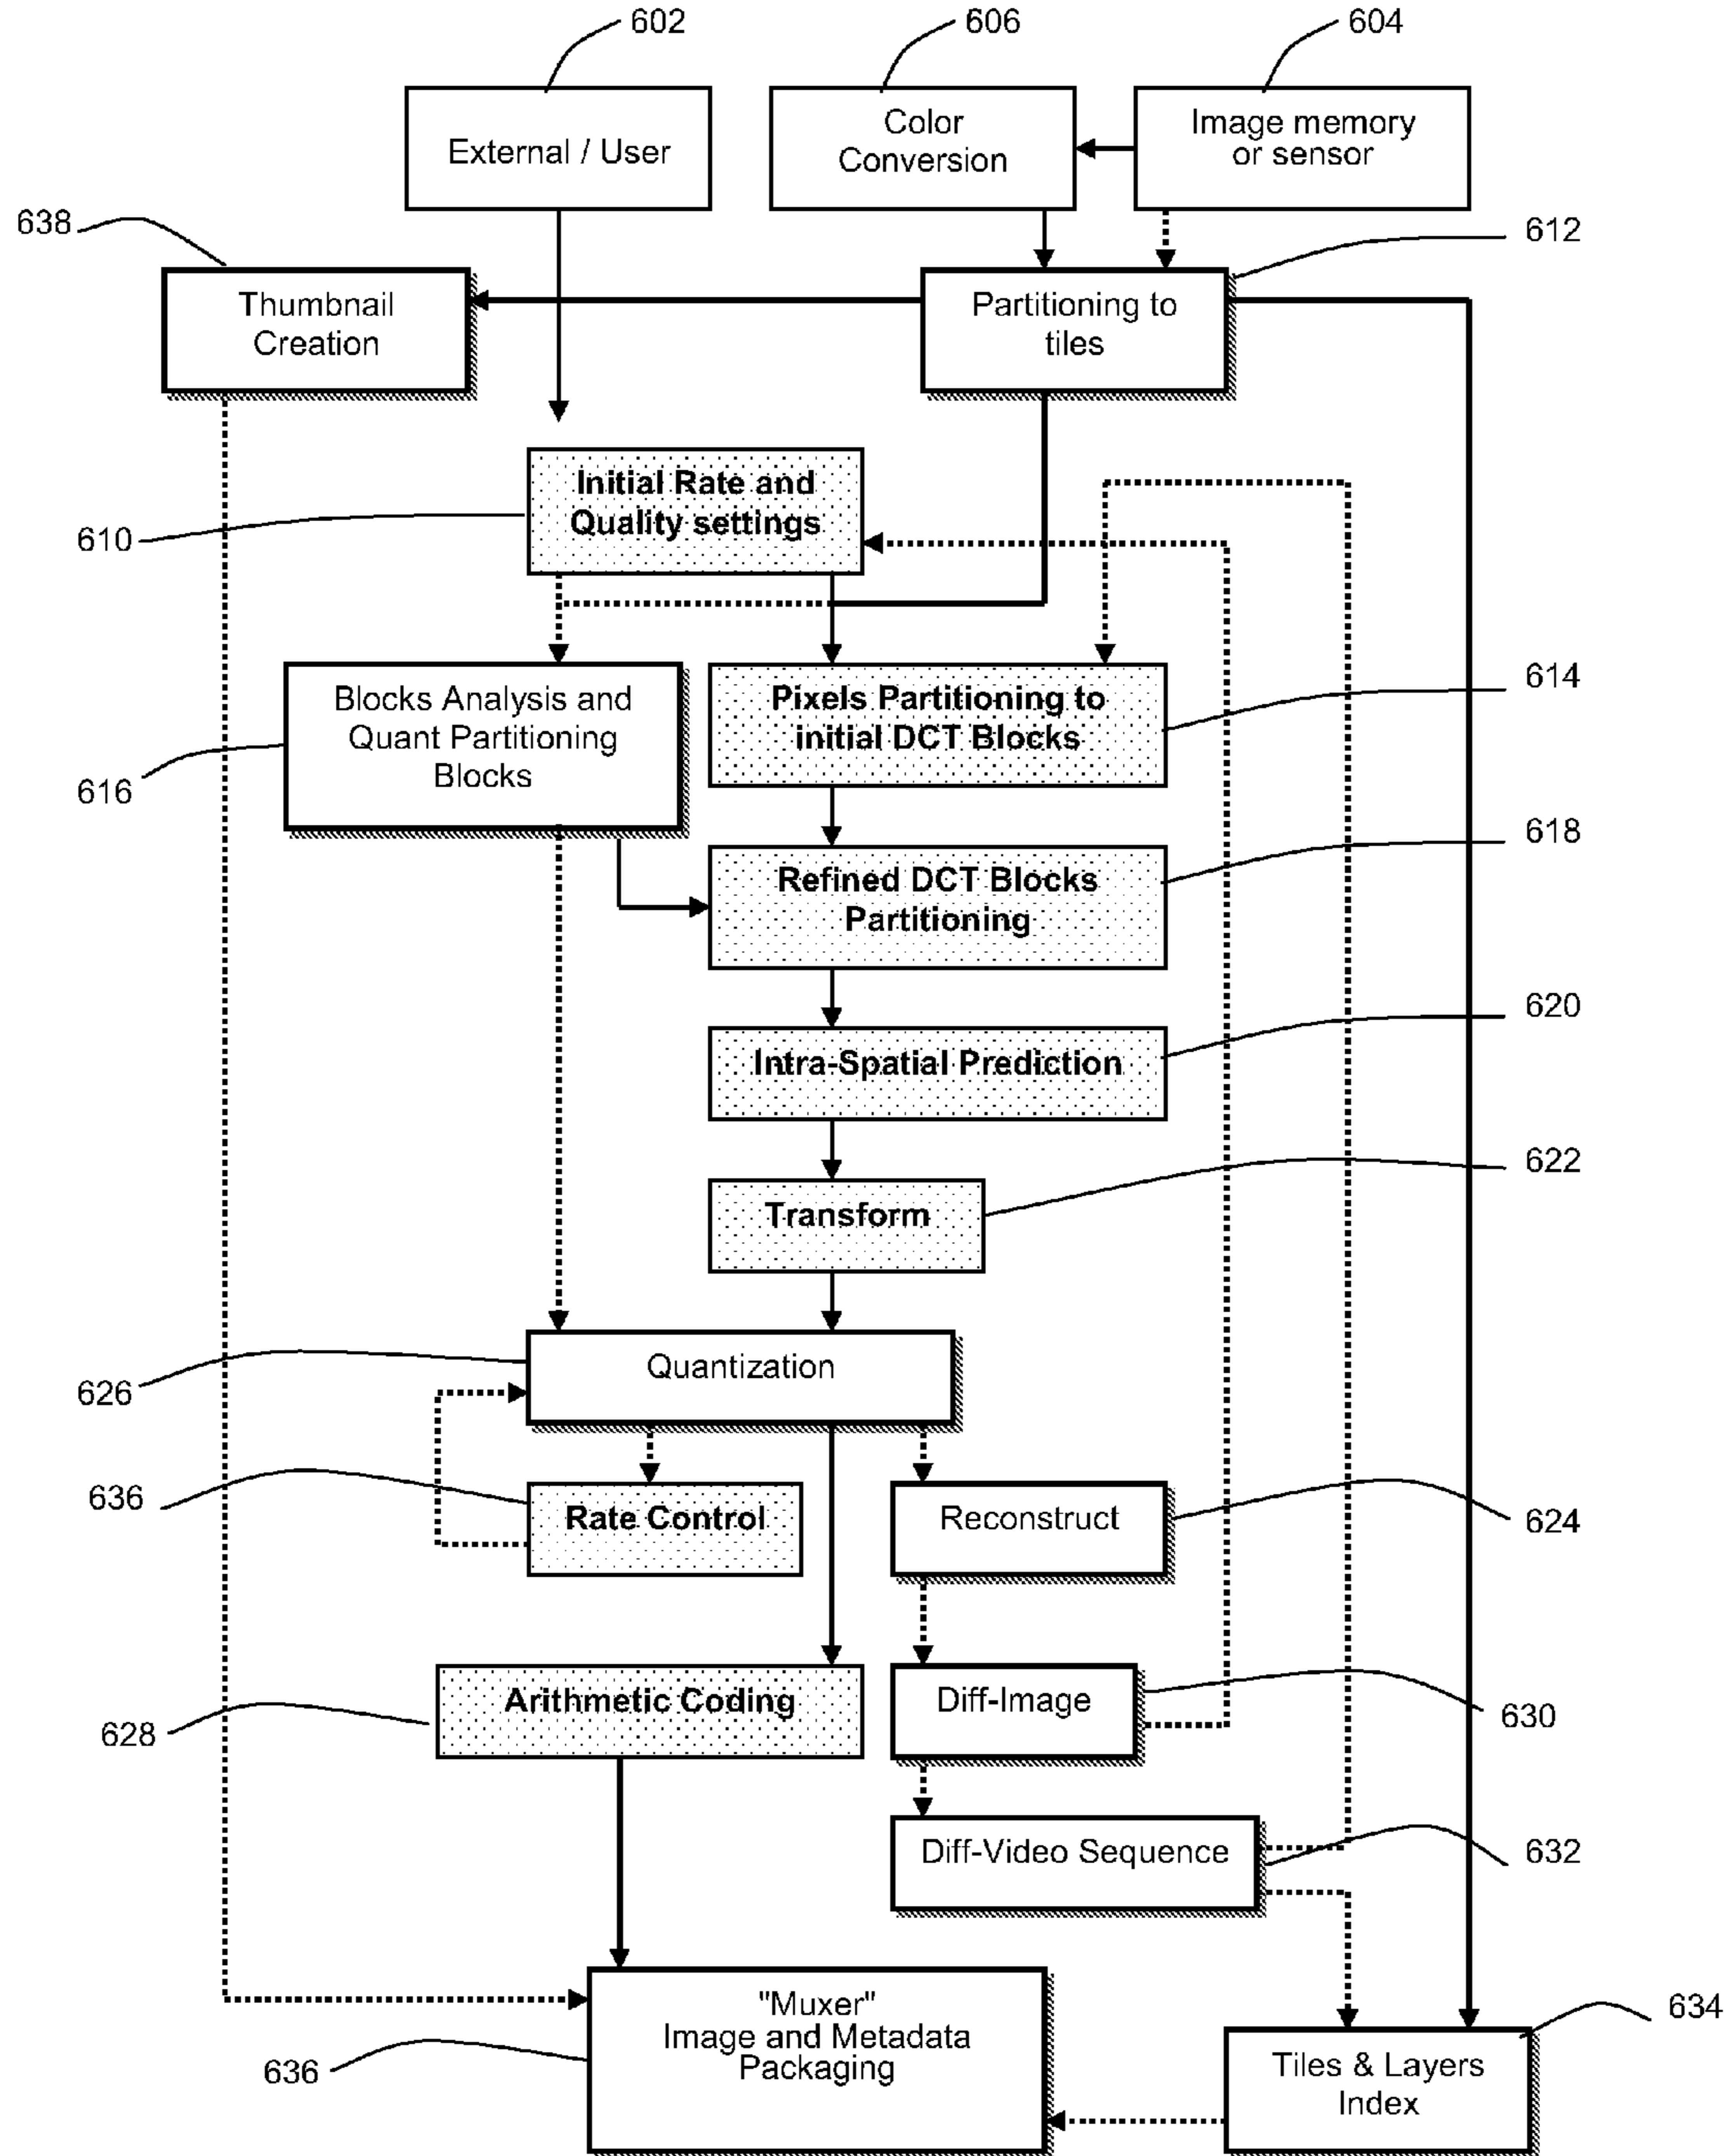 602
606
604
External / User
Color
Conversion
Image memory
or sensor
638
612
Thumbnail
Creation
Partitioning to
tiles
610
Initial Rate and
Quality settings
616
Blocks Analysis and
Quant Partitioning
Blocks
Pixels Partitioning to
initial DCT Blocks
614
Refined DCT Blocks
Partitioning
618
Intra-Spatial Prediction
620
Transform
622
626
Quantization
636
Rate Control
Reconstruct
624
628
Arithmetic Coding
Diff-Image
630
Diff-Video Sequence
632
636
"Muxer"
Image and Metadata
Packaging
634
Tiles & Layers
Index